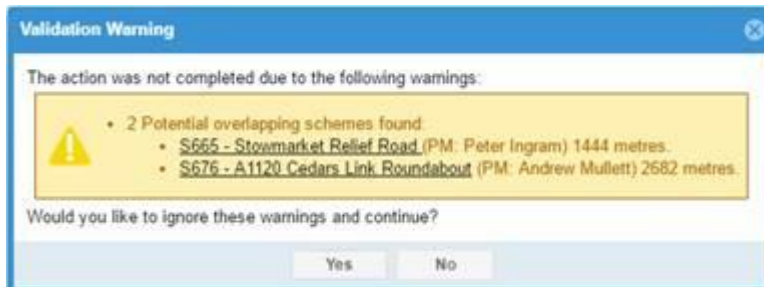 Validation Warning
The action was not completed due to the following warnings:
2 Potential overlapping schemes found:
S665 - Stowmarket Relief Road (PM: Peter Ingram) 1444 metres.
S676 - A1120 Cedars Link Roundabout (PM: Andrew Mullett) 2682 metres.
Would you like to ignore these warnings and continue?
Yes No